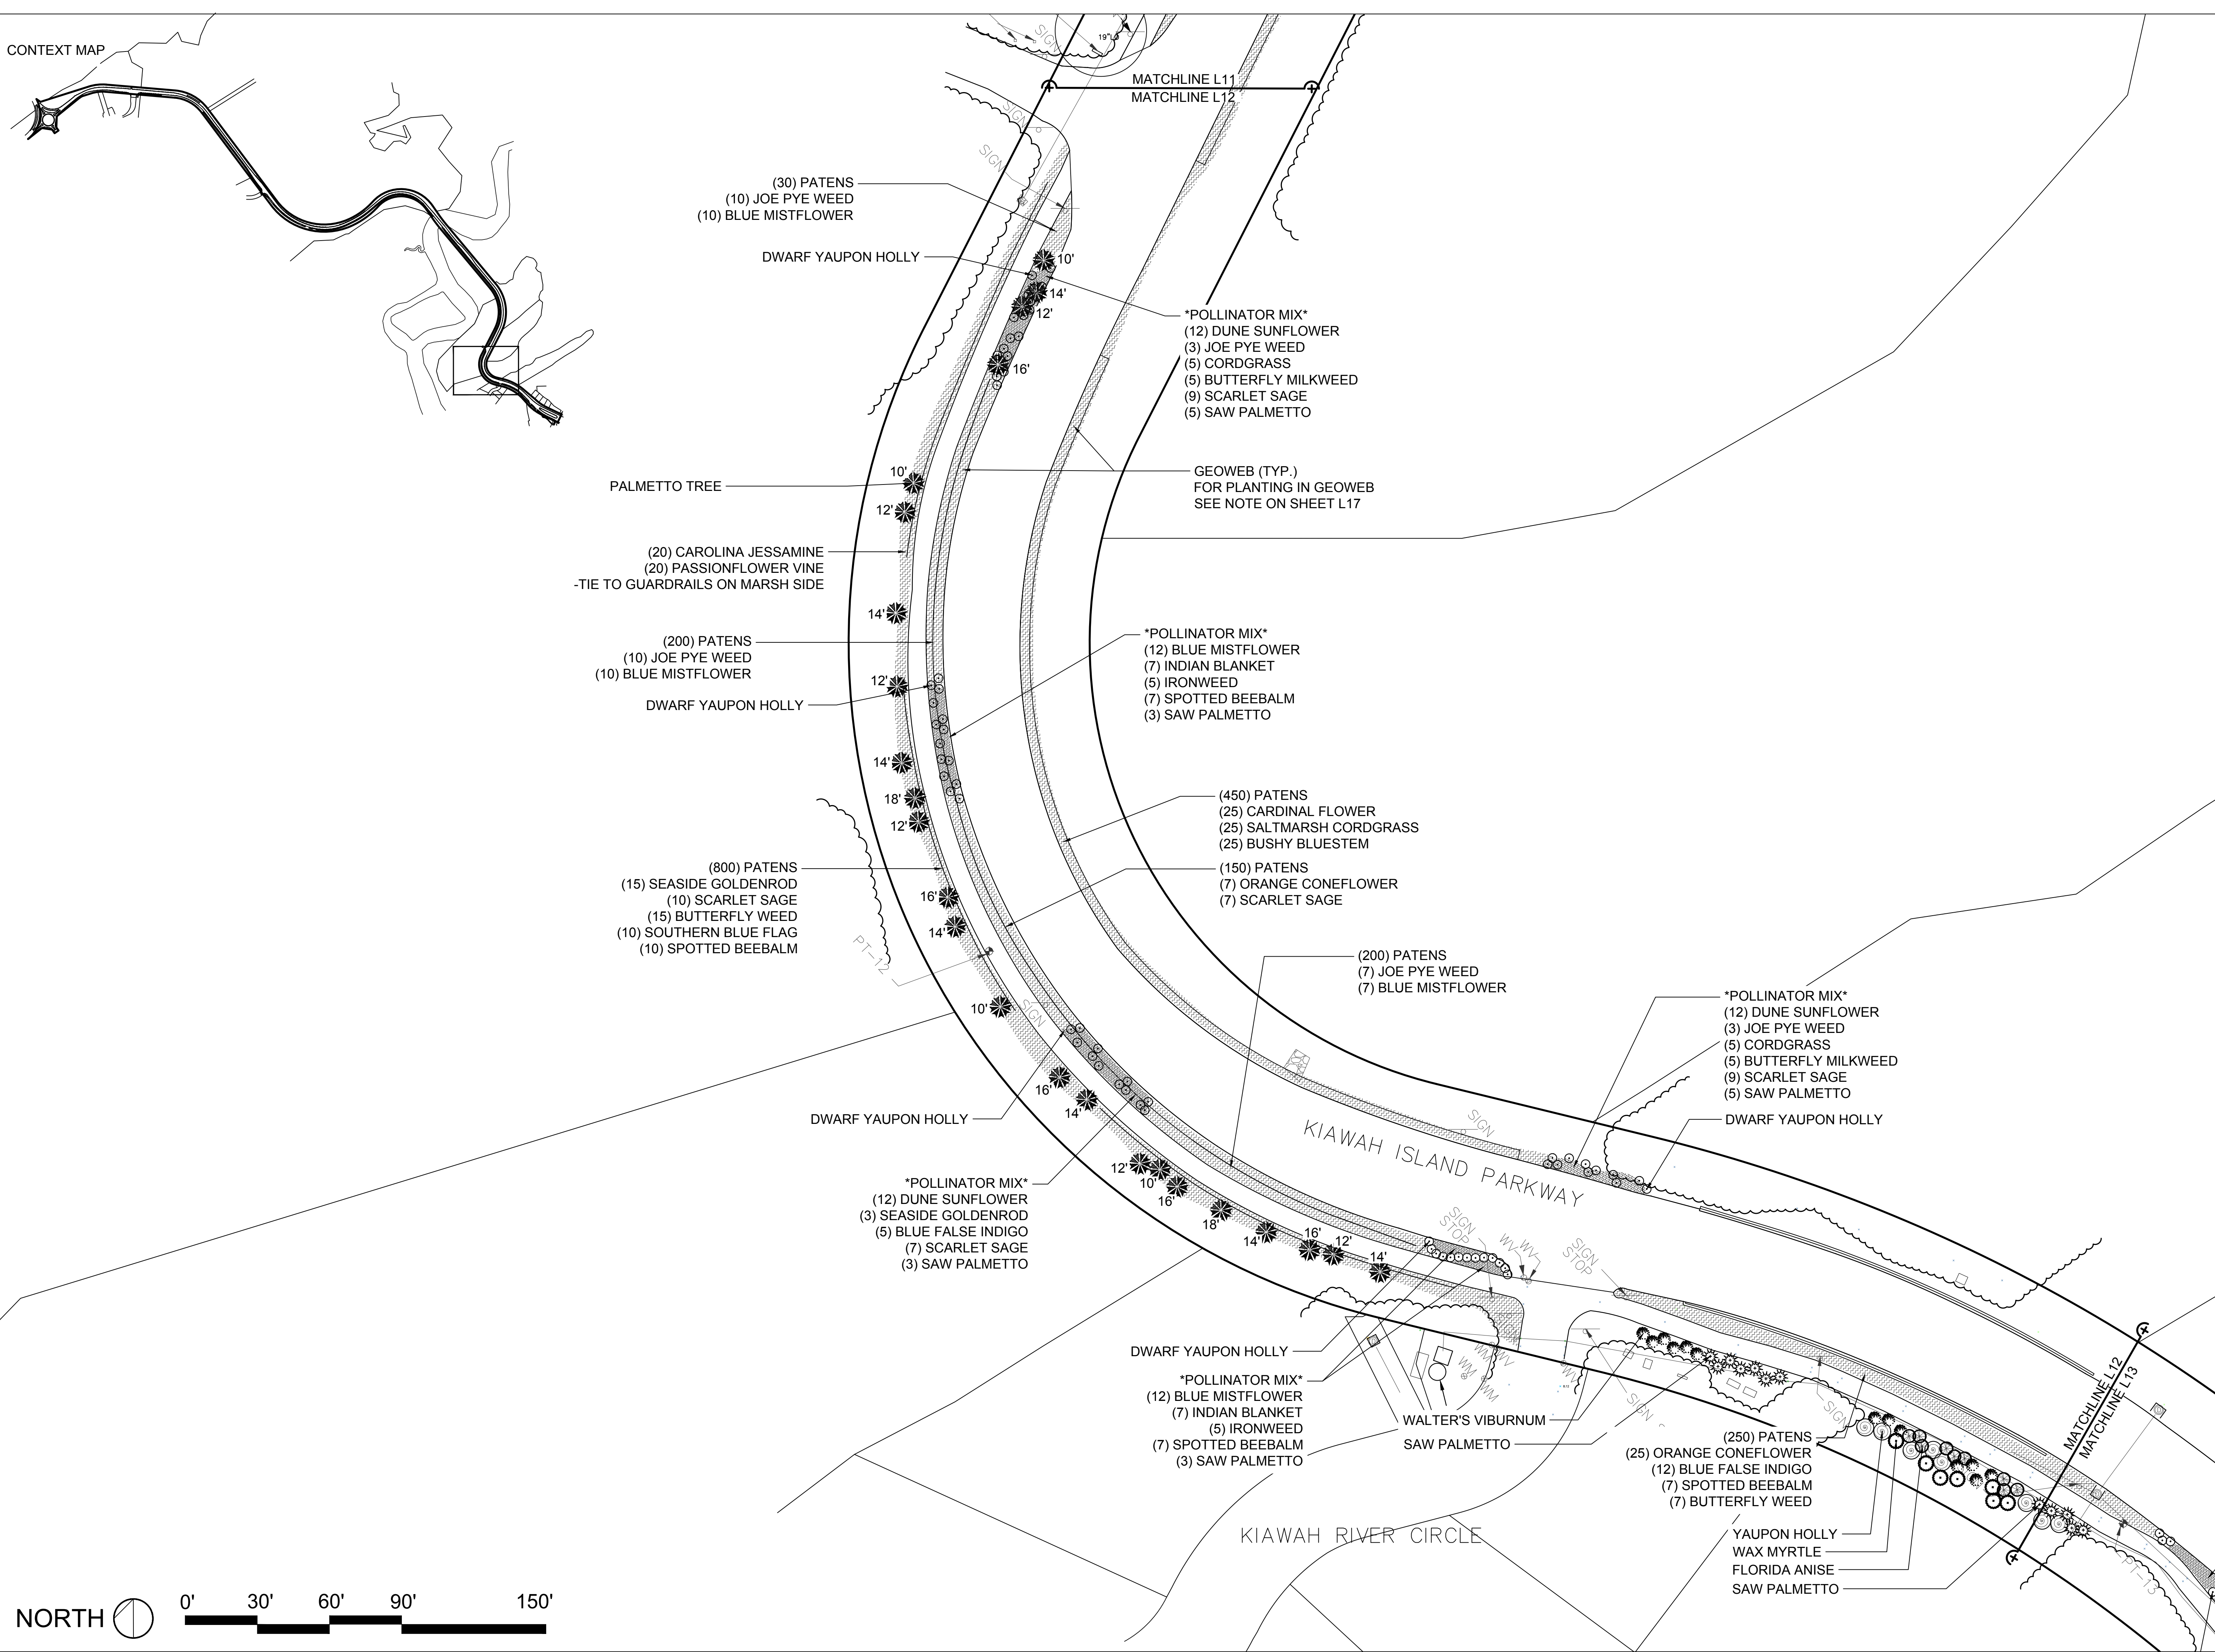 CONTEXT MAP
SIGN
19"L
MATCHLINE L11
MATCHLINE L12
SIGN
SIGN
(30) PATENS
(10) JOE PYE WEED
(10) BLUE MISTFLOWER
DWARF YAUPON HOLLY
10'
14'
12'
16'
*POLLINATOR MIX*
(12) DUNE SUNFLOWER
(3) JOE PYE WEED
(5) CORDGRASS
(5) BUTTERFLY MILKWEED
(9) SCARLET SAGE
(5) SAW PALMETTO
10'
PALMETTO TREE
12'
GEOWEB (TYP.)
FOR PLANTING IN GEOWEB
SEE NOTE ON SHEET L17
(20) CAROLINA JESSAMINE
(20) PASSIONFLOWER VINE
-TIE TO GUARDRAILS ON MARSH SIDE
14'
(200) PATENS
(10) JOE PYE WEED
(10) BLUE MISTFLOWER
12'
DWARF YAUPON HOLLY
*POLLINATOR MIX*
(12) BLUE MISTFLOWER
(7) INDIAN BLANKET
(5) IRONWEED
(7) SPOTTED BEEBALM
(3) SAW PALMETTO
14'
18'
12'
(450) PATENS
(25) CARDINAL FLOWER
(25) SALTMARSH CORDGRASS
(25) BUSHY BLUESTEM
(800) PATENS
(15) SEASIDE GOLDENROD
(10) SCARLET SAGE
(15) BUTTERFLY WEED
(10) SOUTHERN BLUE FLAG
(10) SPOTTED BEEBALM
(150) PATENS
(7) ORANGE CONEFLOWER
(7) SCARLET SAGE
16'
14'
PT-12
(200) PATENS
(7) JOE PYE WEED
(7) BLUE MISTFLOWER
10'
SIGN
*POLLINATOR MIX*
(12) DUNE SUNFLOWER
(3) JOE PYE WEED
(5) CORDGRASS
(5) BUTTERFLY MILKWEED
(9) SCARLET SAGE
(5) SAW PALMETTO
DWARF YAUPON HOLLY
16'
14'
DWARF YAUPON HOLLY
SIGN
KIAWAH ISLAND PARKWAY
12'
10'
16'
18'
14'
16'
12'
14'
*POLLINATOR MIX*
(12) DUNE SUNFLOWER
(3) SEASIDE GOLDENROD
(5) BLUE FALSE INDIGO
(7) SCARLET SAGE
(3) SAW PALMETTO
SIGN
STOP
WV
WV
SIGN
STOP
DWARF YAUPON HOLLY
*POLLINATOR MIX*
(12) BLUE MISTFLOWER
(7) INDIAN BLANKET
(5) IRONWEED
(7) SPOTTED BEEBALM
(3) SAW PALMETTO
WM
WV
WM
WM
WALTER'S VIBURNUM
SAW PALMETTO
SIGN
SIGN
MATCHLINE L12
MATCHLINE L13
(250) PATENS
(25) ORANGE CONEFLOWER
(12) BLUE FALSE INDIGO
(7) SPOTTED BEEBALM
(7) BUTTERFLY WEED
YAUPON HOLLY
WAX MYRTLE
FLORIDA ANISE
SAW PALMETTO
PT-13
KIAWAH RIVER CIRCLE
NORTH
0' 30' 60' 90' 150'